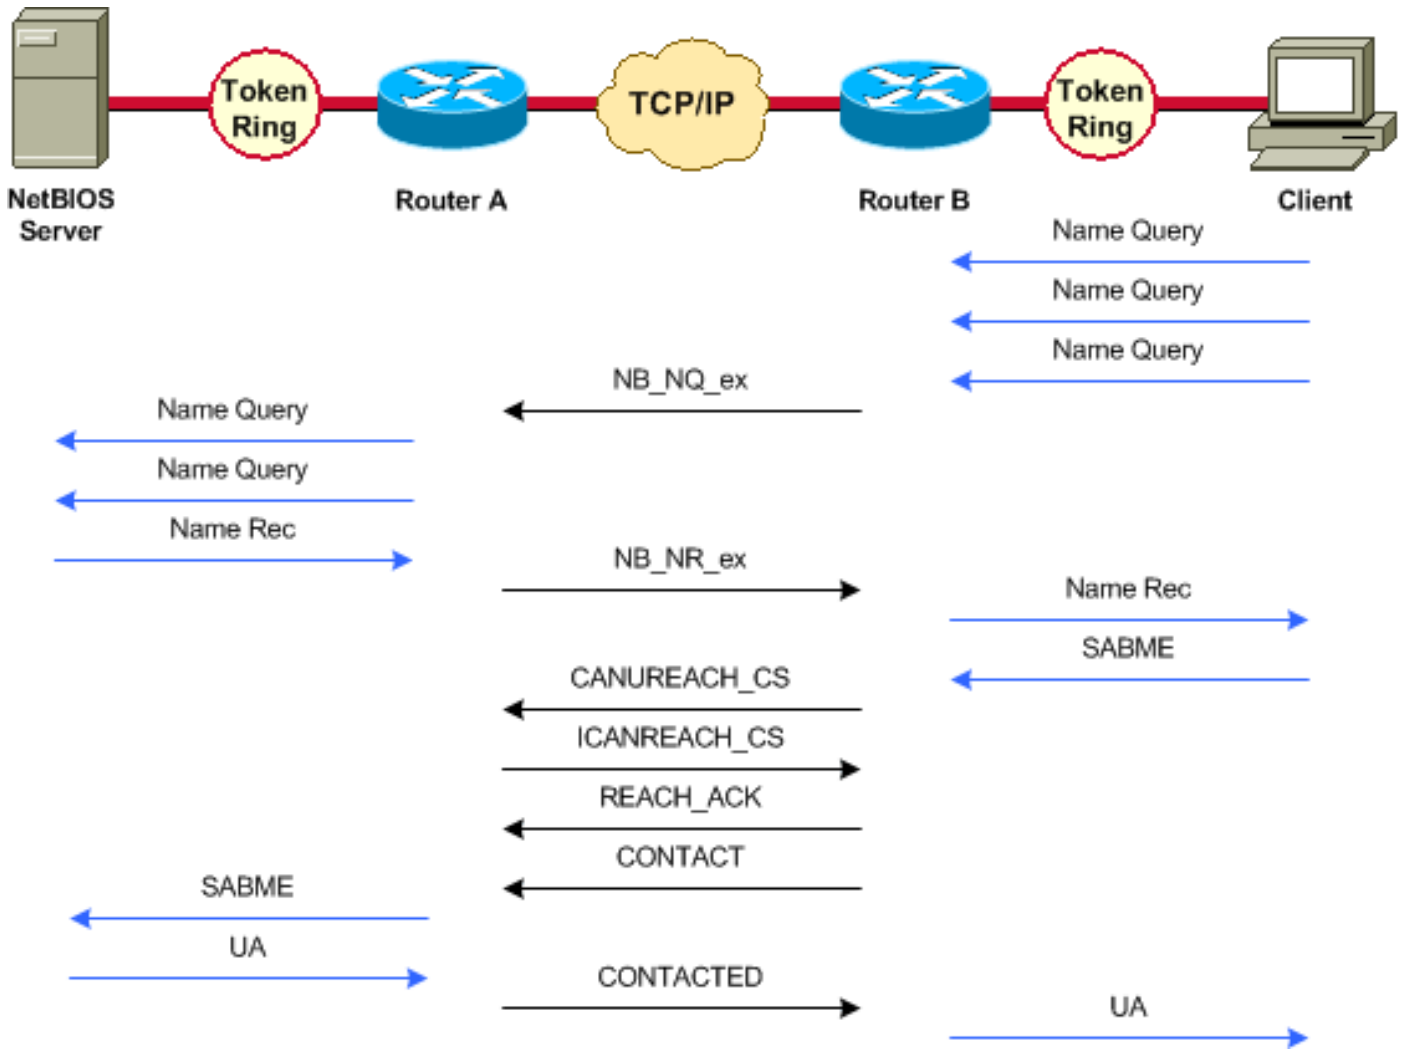 Token
Ring
TCP/IP
Token
Ring
NetBIOS
Server
Router A
Router B
Client
Name Query
Name Query
Name Query
NB_NQ_ex
Name Query
Name Query
Name Rec
NB_NR_ex
Name Rec
SABME
CANUREACH_CS
ICANREACH_CS
REACH_ACK
CONTACT
SABME
UA
CONTACTED
UA